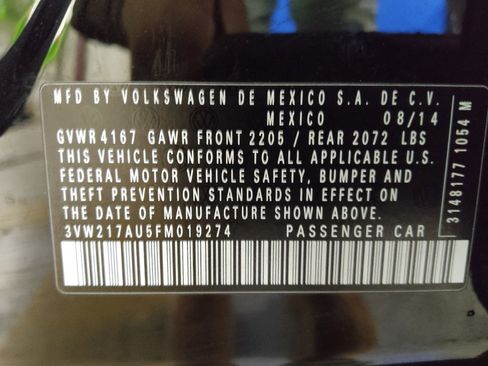 MFD BY VOLKSWAGEN DE MEXICO S.A. DE C.V.
MEXICO 08/14
GVWR 4167 GAWR FRONT 2205 / REAR 2072 LBS
THIS VEHICLE CONFORMS TO ALL APPLICABLE U.S.
FEDERAL MOTOR VEHICLE SAFETY, BUMPER AND
THEFT PREVENTION STANDARDS IN EFFECT ON
THE DATE OF MANUFACTURE SHOWN ABOVE.
3VW217AU5FM019274 PASSENGER CAR
3148177 1054 M